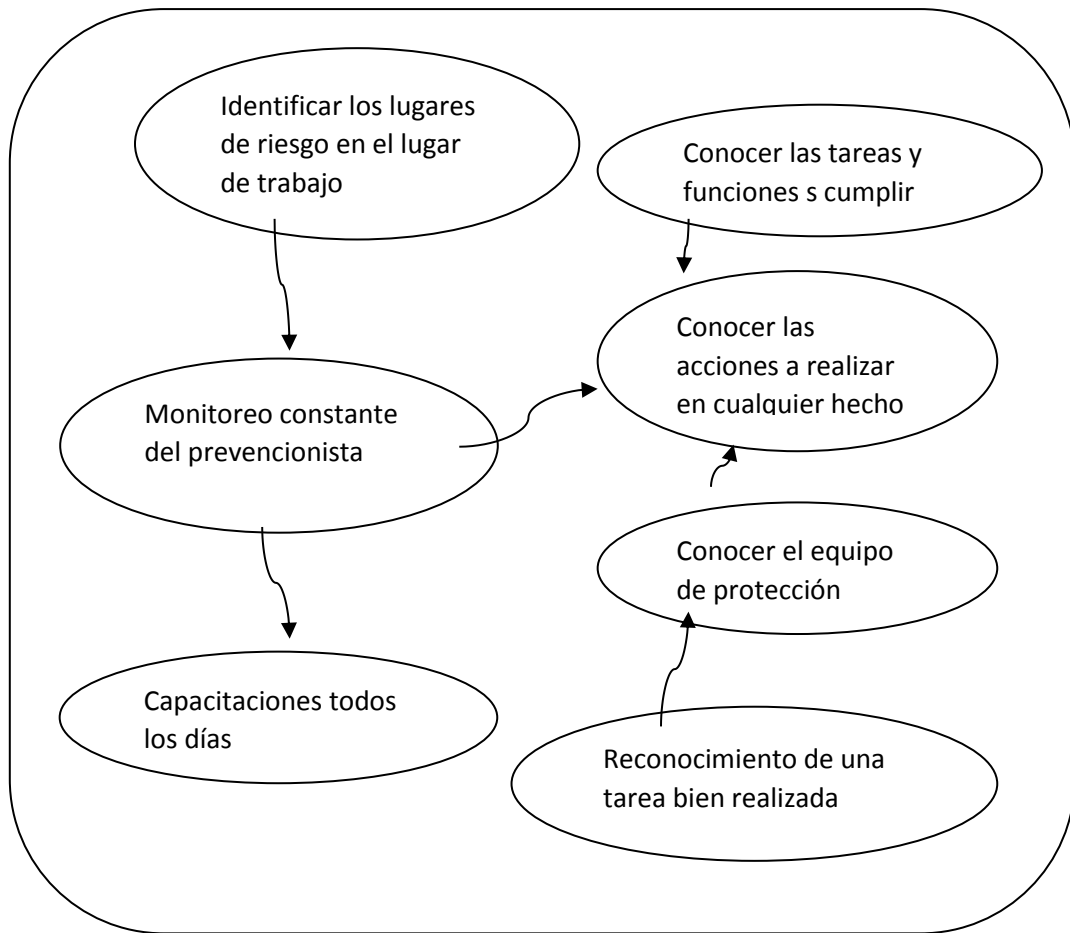 Identificar los lugares
de riesgo en el lugar
de trabajo
Conocer las tareas y
funciones s cumplir
Conocer las
acciones a realizar
en cualquier hecho
Monitoreo constante
del prevencionista
Conocer el equipo
de protección
Capacitaciones todos
los días
Reconocimiento de una
tarea bien realizada